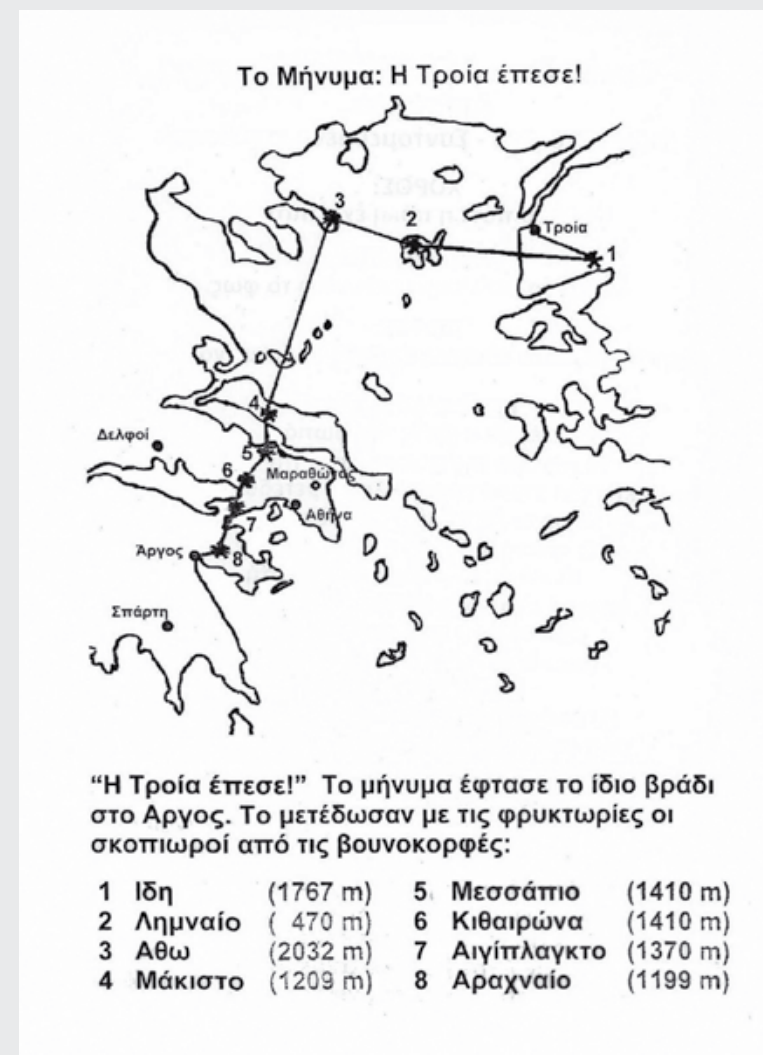 Το Μήνυμα: Η Τροία έπεσε!
3
2
Τροία
1
4
Δελφοί
5
6
Μαραθώνας
Αθήνα
7
Άργος
8
Σπάρτη
“Η Τροία έπεσε!” Το μήνυμα έφτασε το ίδιο βράδι
στο Αργος. Το μετέδωσαν με τις φρυκτωρίες οι
σκοπιωροί από τις βουνοκορφές:
1 Ιδη (1767 m) 5 Μεσσάπιο (1410 m)
2 Λημναίο ( 470 m) 6 Κιθαιρώνα (1410 m)
3 Αθω (2032 m) 7 Αιγίπλαγκτο (1370 m)
4 Μάκιστο (1209 m) 8 Αραχναίο (1199 m)